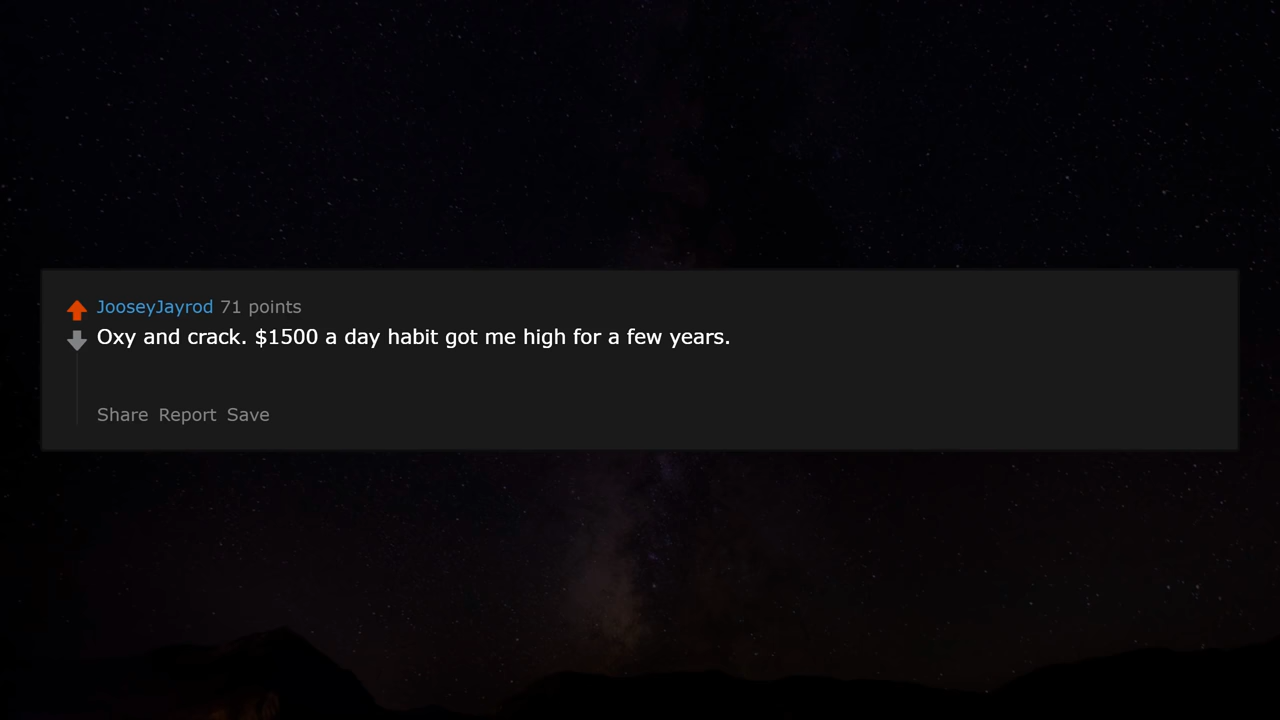 JooseyJayrod 71 points
Oxy and crack. $1500 a day habit got me high for a few years.
Share Report Save